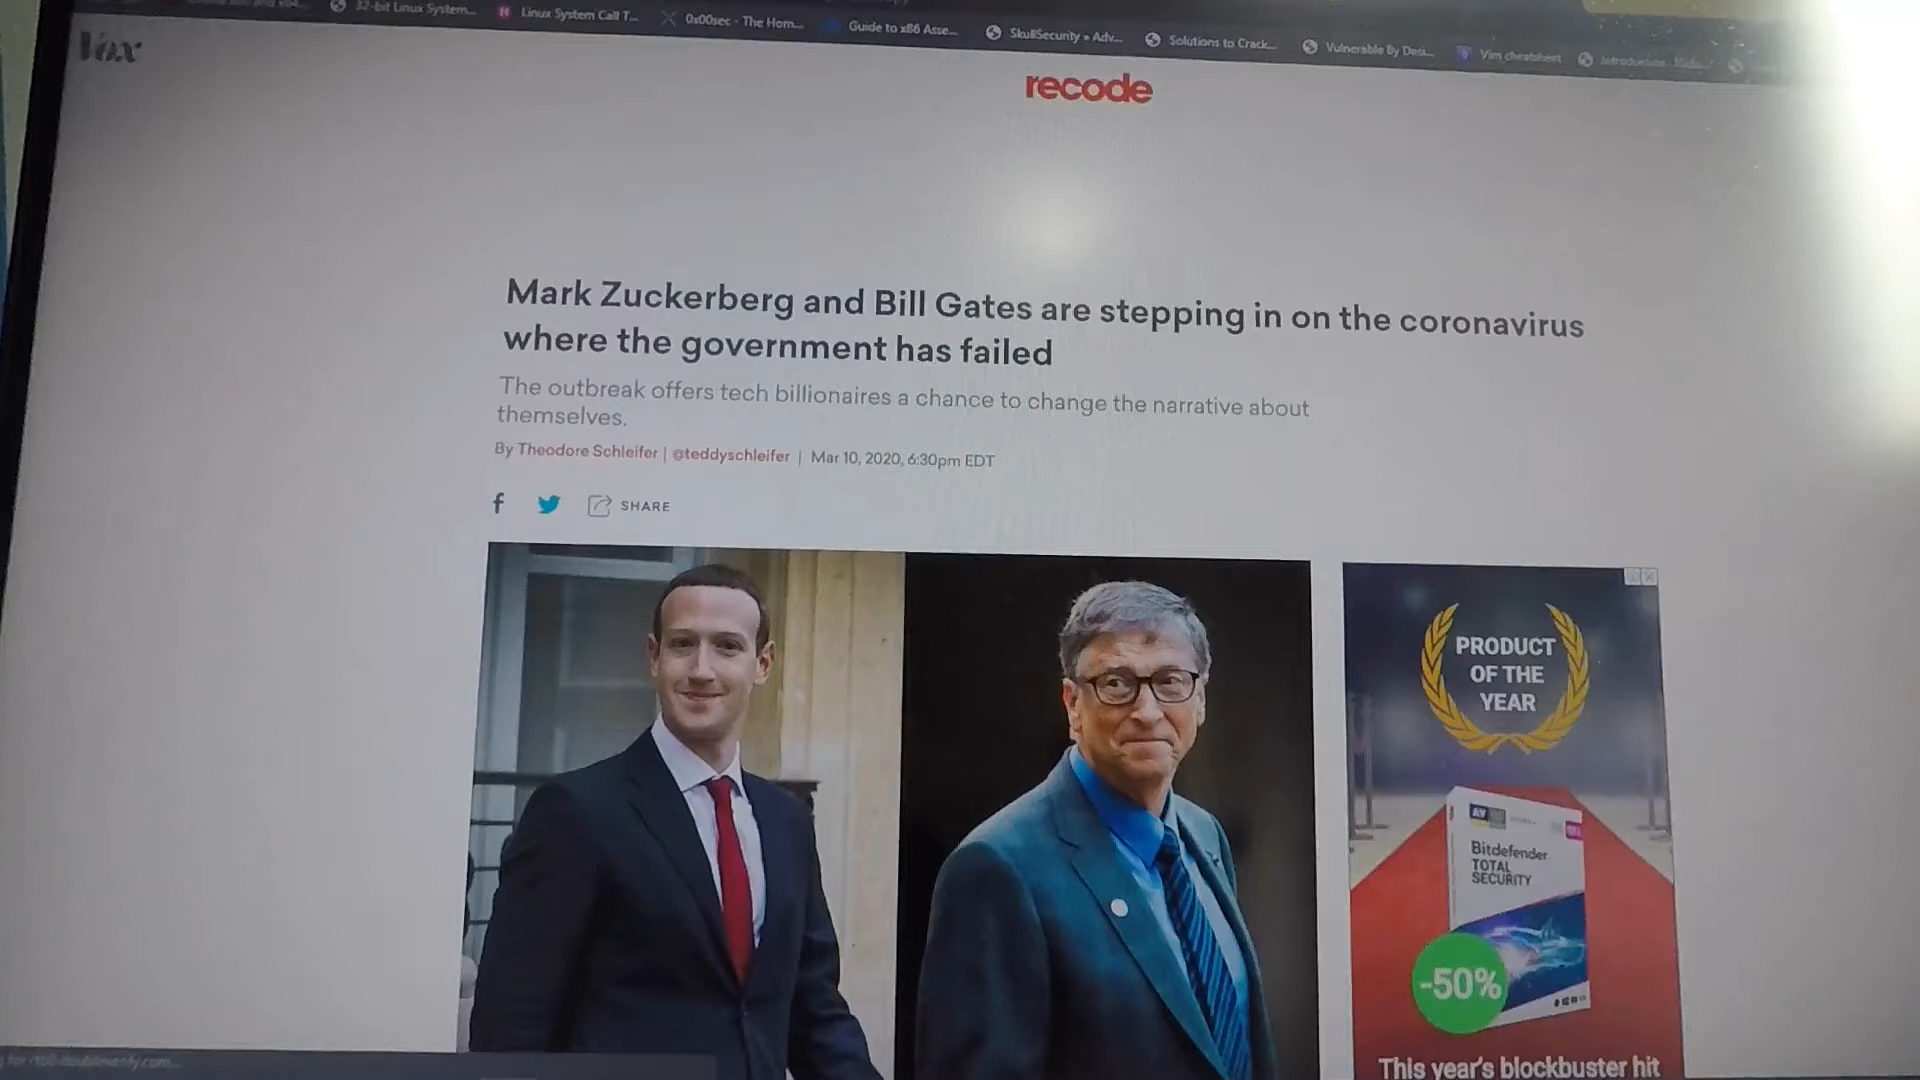 32-bit Linux System...
Linux System Call T...
0x00sec - The Hom...
Guide to x86 Asse...
SkullSecurity » Adv...
Solutions to Crack...
Vulnerable By Desi...
Vim cheatsheet
Vox
recode
Mark Zuckerberg and Bill Gates are stepping in on the coronavirus
where the government has failed
The outbreak offers tech billionaires a chance to change the narrative about
themselves.
By Theodore Schleifer | @teddyschleifer | Mar 10, 2020, 6:30pm EDT
f
SHARE
PRODUCT
OF THE
YEAR
Bitdefender
TOTAL
SECURITY
-50%
This year's blockbuster hit